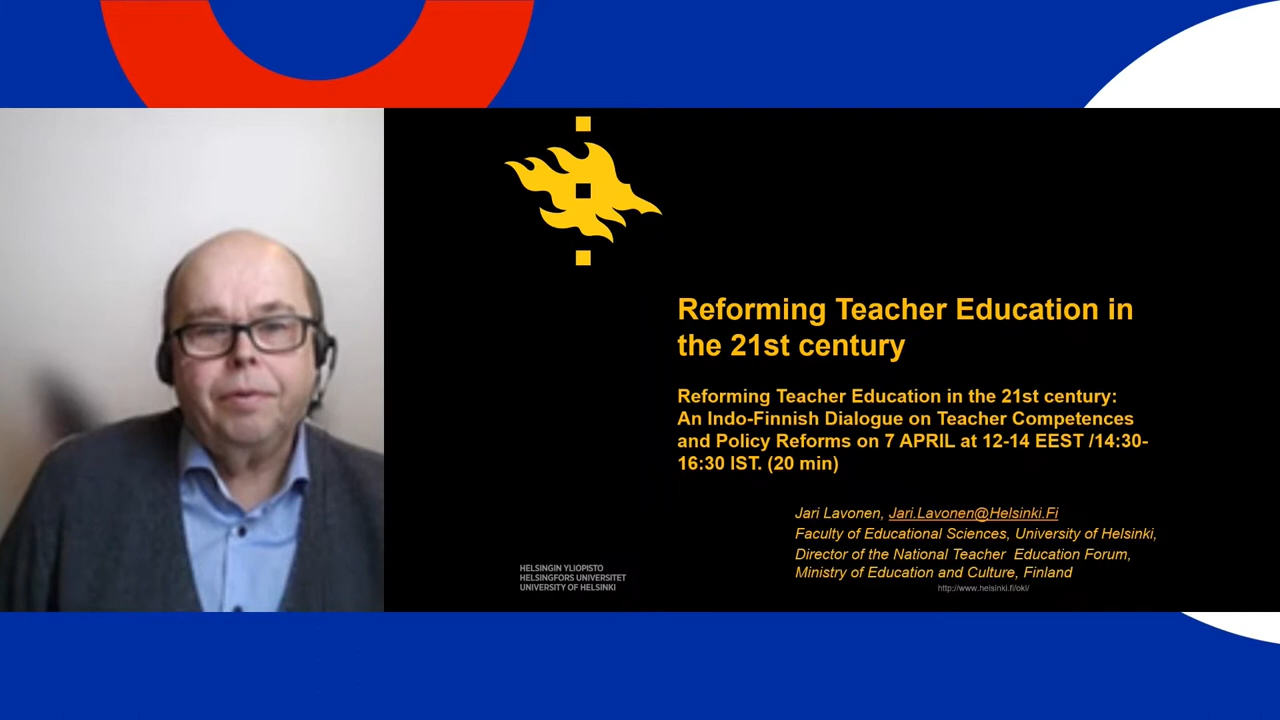 Reforming Teacher Education in
the 21st century
Reforming Teacher Education in the 21st century:
An Indo-Finnish Dialogue on Teacher Competences
and Policy Reforms on 7 APRIL at 12-14 EEST /14:30-
16:30 IST. (20 min)
Jari Lavonen, Jari.Lavonen@Helsinki.Fi
Faculty of Educational Sciences, University of Helsinki,
Director of the National Teacher  Education Forum,
Ministry of Education and Culture, Finland
http://www.helsinki.fi/okl/
HELSINGIN YLIOPISTO
HELSINGFORS UNIVERSITET
UNIVERSITY OF HELSINKI